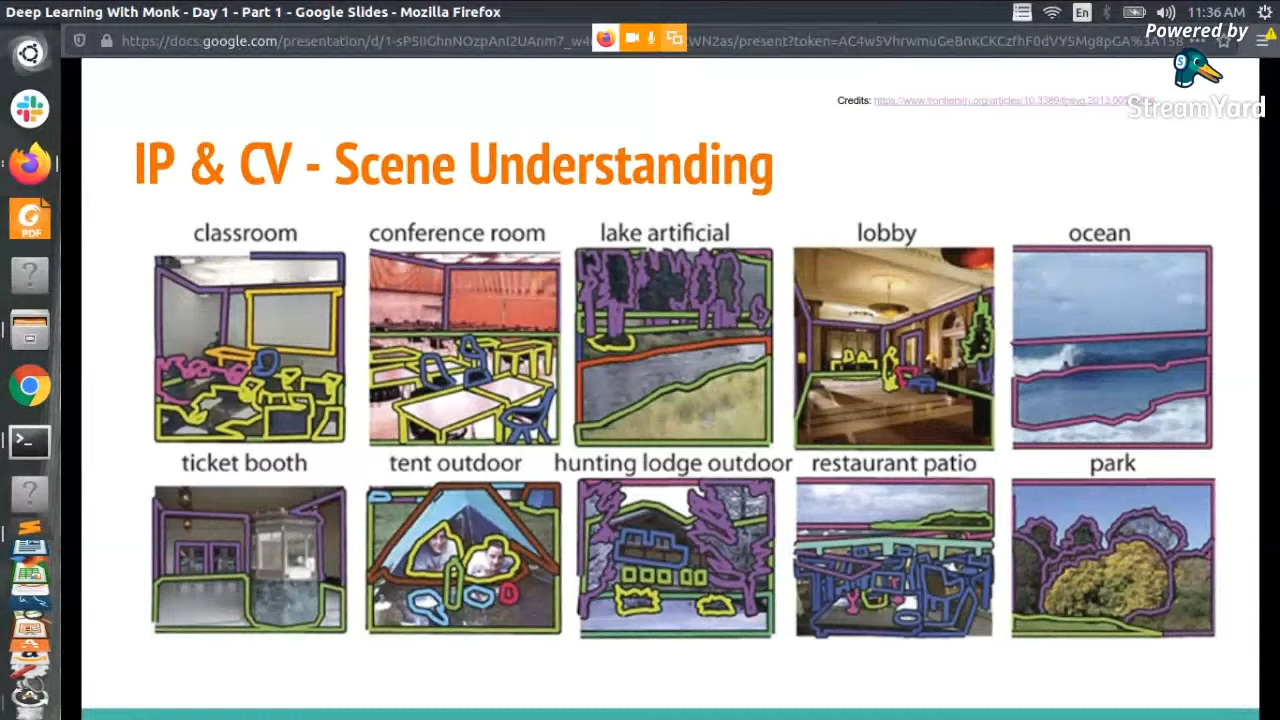 Deep Learning With Monk - Day 1 - Part 1 - Google Slides - Mozilla Firefox
En
11:36 AM
Powered by
StreamYard
PDF
Credits:
IP & CV - Scene Understanding
classroom conference room lake artificial lobby ocean
ticket booth tent outdoor hunting lodge outdoor restaurant patio park